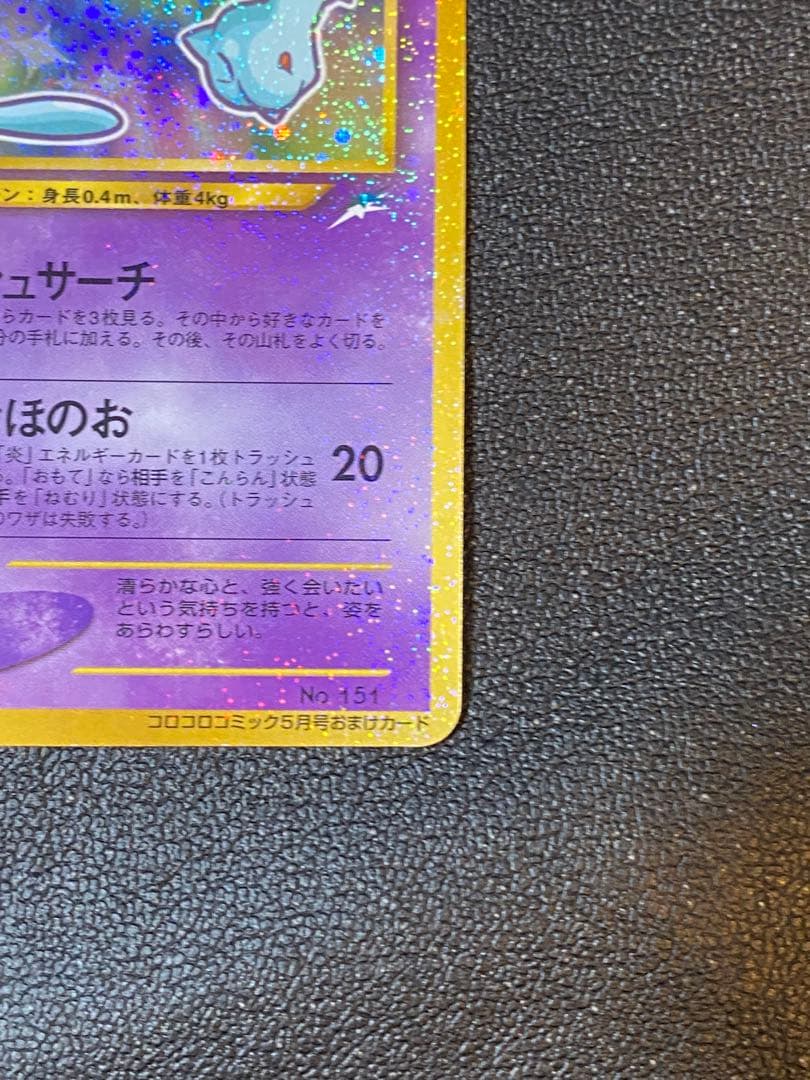 ン：身長0.4m、体重4kg
ュサーチ
らカードを3枚見る。その中から好きなカードを
分の手札に加える。その後、その山札をよく切る。
ほのお
「炎」エネルギーカードを1枚トラッシュ
。「おもて」なら相手を「こんらん」状態
手を「ねむり」状態にする。（トラッシュ
のワザは失敗する。）
20
清らかな心と、強く会いたい
という気持ちを持つと、姿を
あらわすらしい。
No.151
コロコロコミック5月号おまけカード